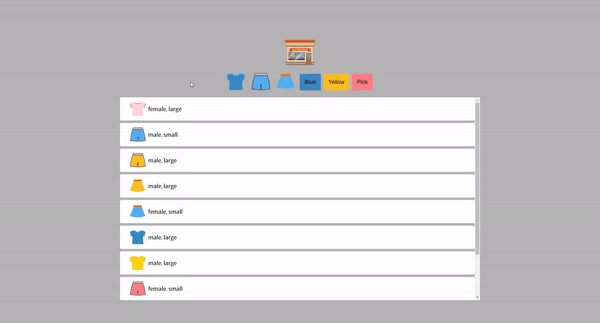 Blue Yellow Pink
female, large
male, small
male, large
male, large
female, small
male, large
male, large
female, small